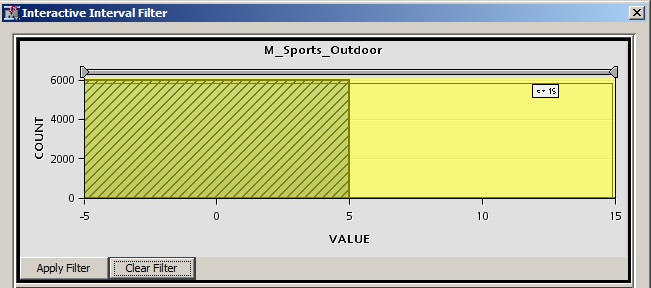 Interactive Interval Filter
M_Sports_Outdoor
6000
<= 15
4000
COUNT
2000
0
-5 0 5 10 15
VALUE
Apply Filter Clear Filter